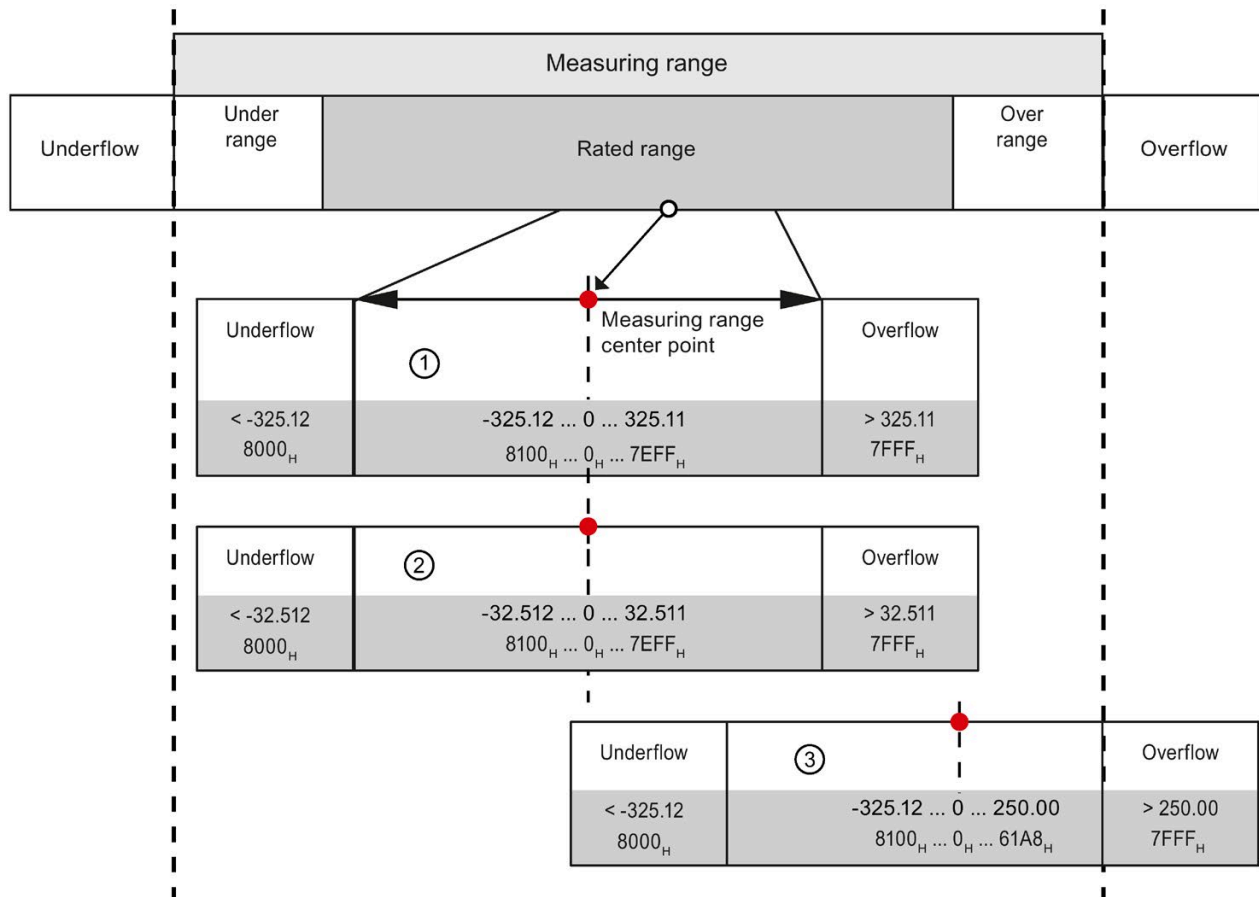 Measuring range
Underflow
Under
range
Rated range
Over
range
Overflow
Underflow
Measuring range
center point
Overflow
①
< -325.12
-325.12 ... 0 ... 325.11
> 325.11
8000H
8100H ... 0H ... 7EFFH
7FFFH
Underflow
②
Overflow
< -32.512
-32.512 ... 0 ... 32.511
> 32.511
8000H
8100H ... 0H ... 7EFFH
7FFFH
Underflow
③
Overflow
< -325.12
-325.12 ... 0 ... 250.00
> 250.00
8000H
8100H ... 0H ... 61A8H
7FFFH